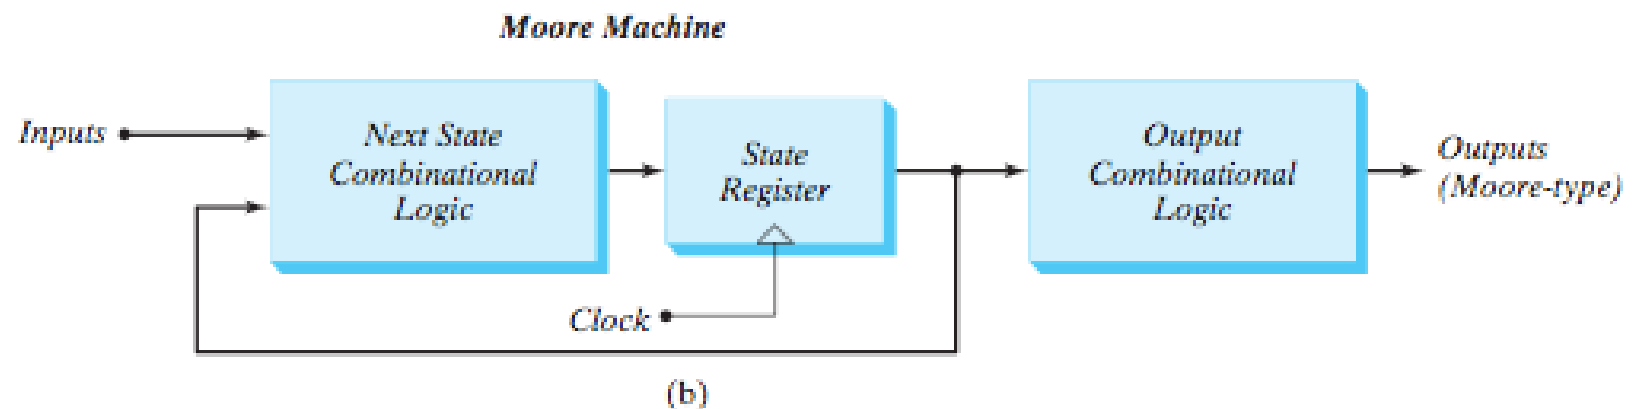 Moore Machine
Inputs
Next State
Combinational
Logic
State
Register
Output
Combinational
Logic
Outputs
(Moore-type)
Clock
(b)